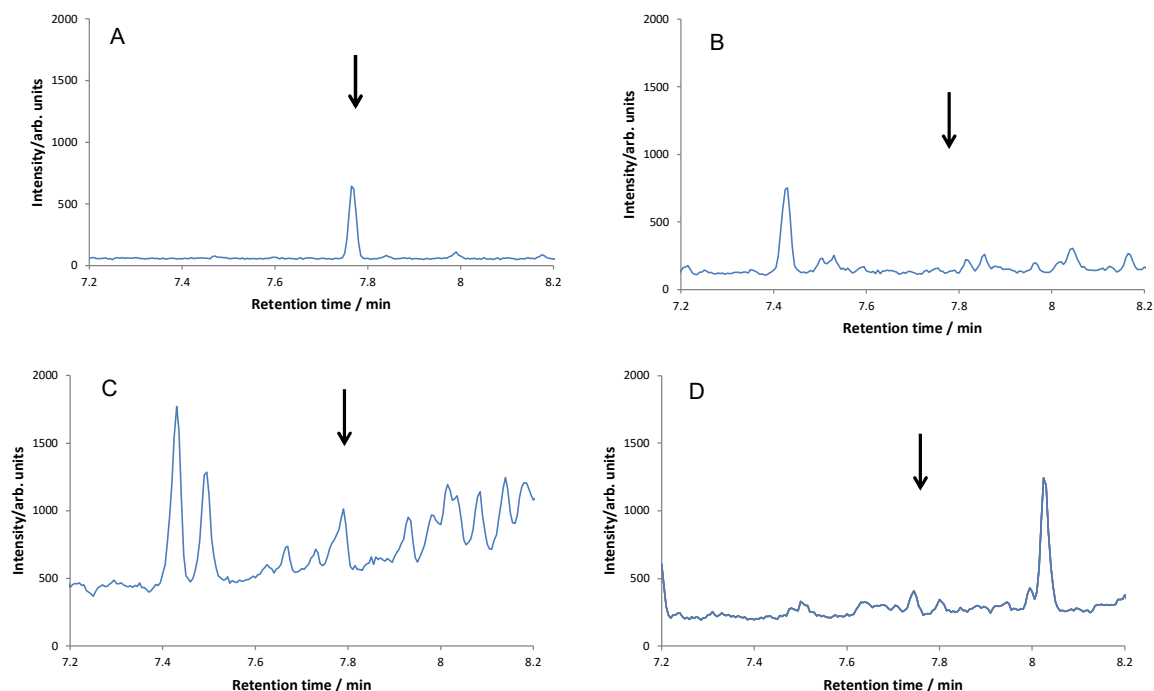 A
2000
1500
1000
500
0
Intensity/arb. units
7.2 7.4 7.6 7.8 8 8.2
Retention time / min
B
2000
1500
1000
500
0
Intensity/arb. units
7.2 7.4 7.6 7.8 8 8.2
Retention time / min
C
2000
1500
1000
500
0
Intensity/arb. units
7.2 7.4 7.6 7.8 8 8.2
Retention time / min
D
2000
1500
1000
500
0
Intensity/arb. units
7.2 7.4 7.6 7.8 8 8.2
Retention time / min